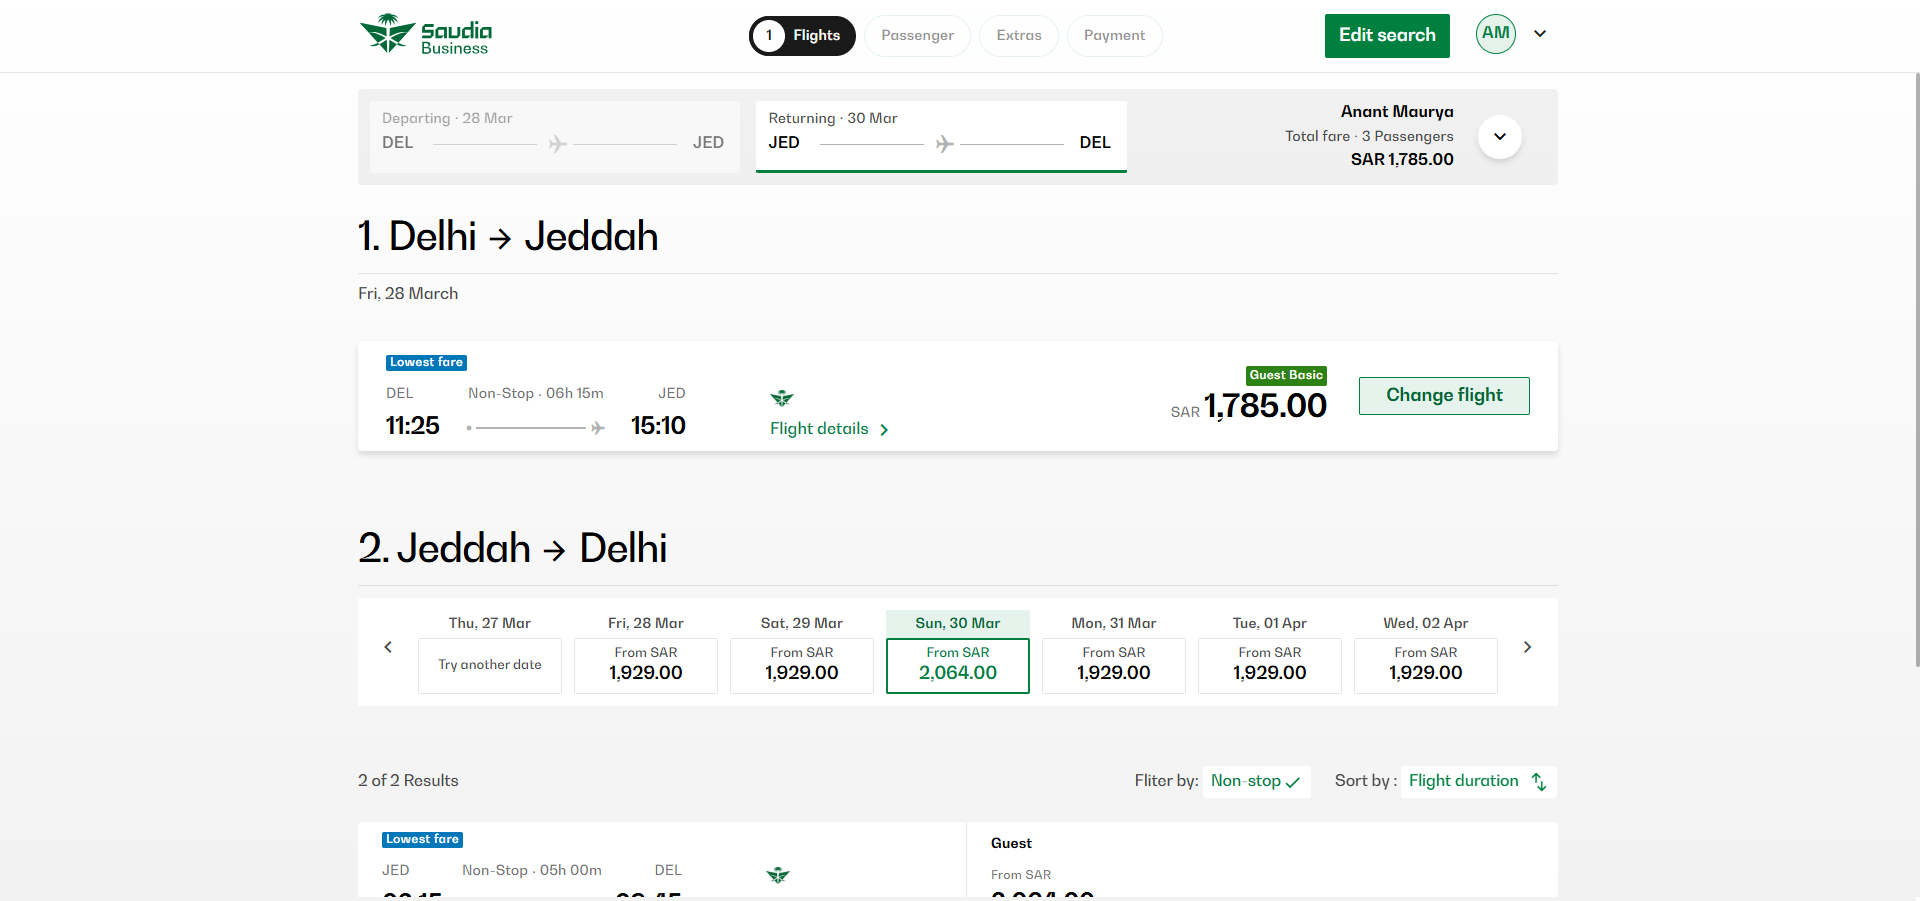 Saudia
Business
1 Flights
Passenger
Extras
Payment
Edit search
AM
Departing · 28 Mar
DEL JED
Returning · 30 Mar
JED DEL
Anant Maurya
Total fare · 3 Passengers
SAR 1,785.00
1. Delhi → Jeddah
Fri, 28 March
Lowest fare
DEL Non-Stop · 06h 15m JED
11:25 15:10
Flight details
Guest Basic
SAR 1,785.00
Change flight
2. Jeddah → Delhi
Thu, 27 Mar
Try another date
Fri, 28 Mar
From SAR
1,929.00
Sat, 29 Mar
From SAR
1,929.00
Sun, 30 Mar
From SAR
2,064.00
Mon, 31 Mar
From SAR
1,929.00
Tue, 01 Apr
From SAR
1,929.00
Wed, 02 Apr
From SAR
1,929.00
2 of 2 Results
Fliter by: Non-stop
Sort by : Flight duration
Lowest fare
JED Non-Stop · 05h 00m DEL
Guest
From SAR